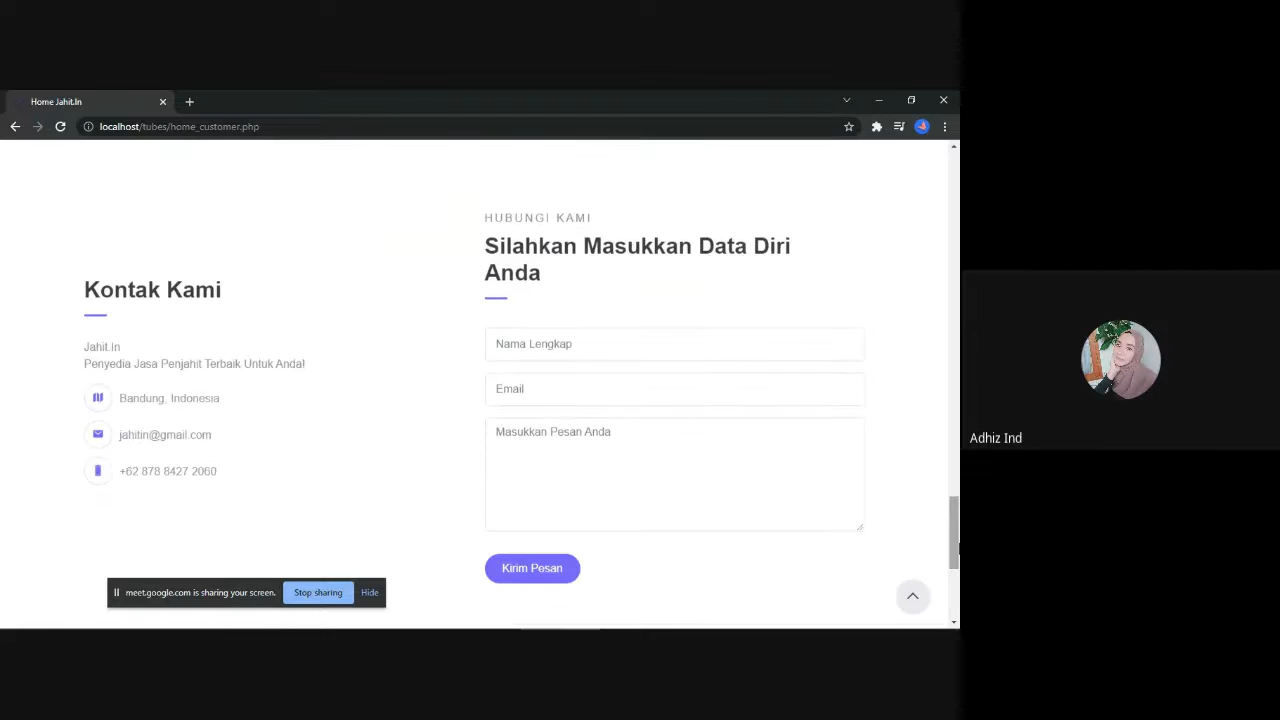 Home Jahit.In
localhost/tubes/home_customer.php
HUBUNGI KAMI
Silahkan Masukkan Data Diri
Anda
Kontak Kami
Jahit.In
Penyedia Jasa Penjahit Terbaik Untuk Anda!
Bandung, Indonesia
jahitin@gmail.com
+62 878 8427 2060
Nama Lengkap
Email
Masukkan Pesan Anda
Kirim Pesan
meet.google.com is sharing your screen.
Stop sharing
Hide
Adhiz Ind